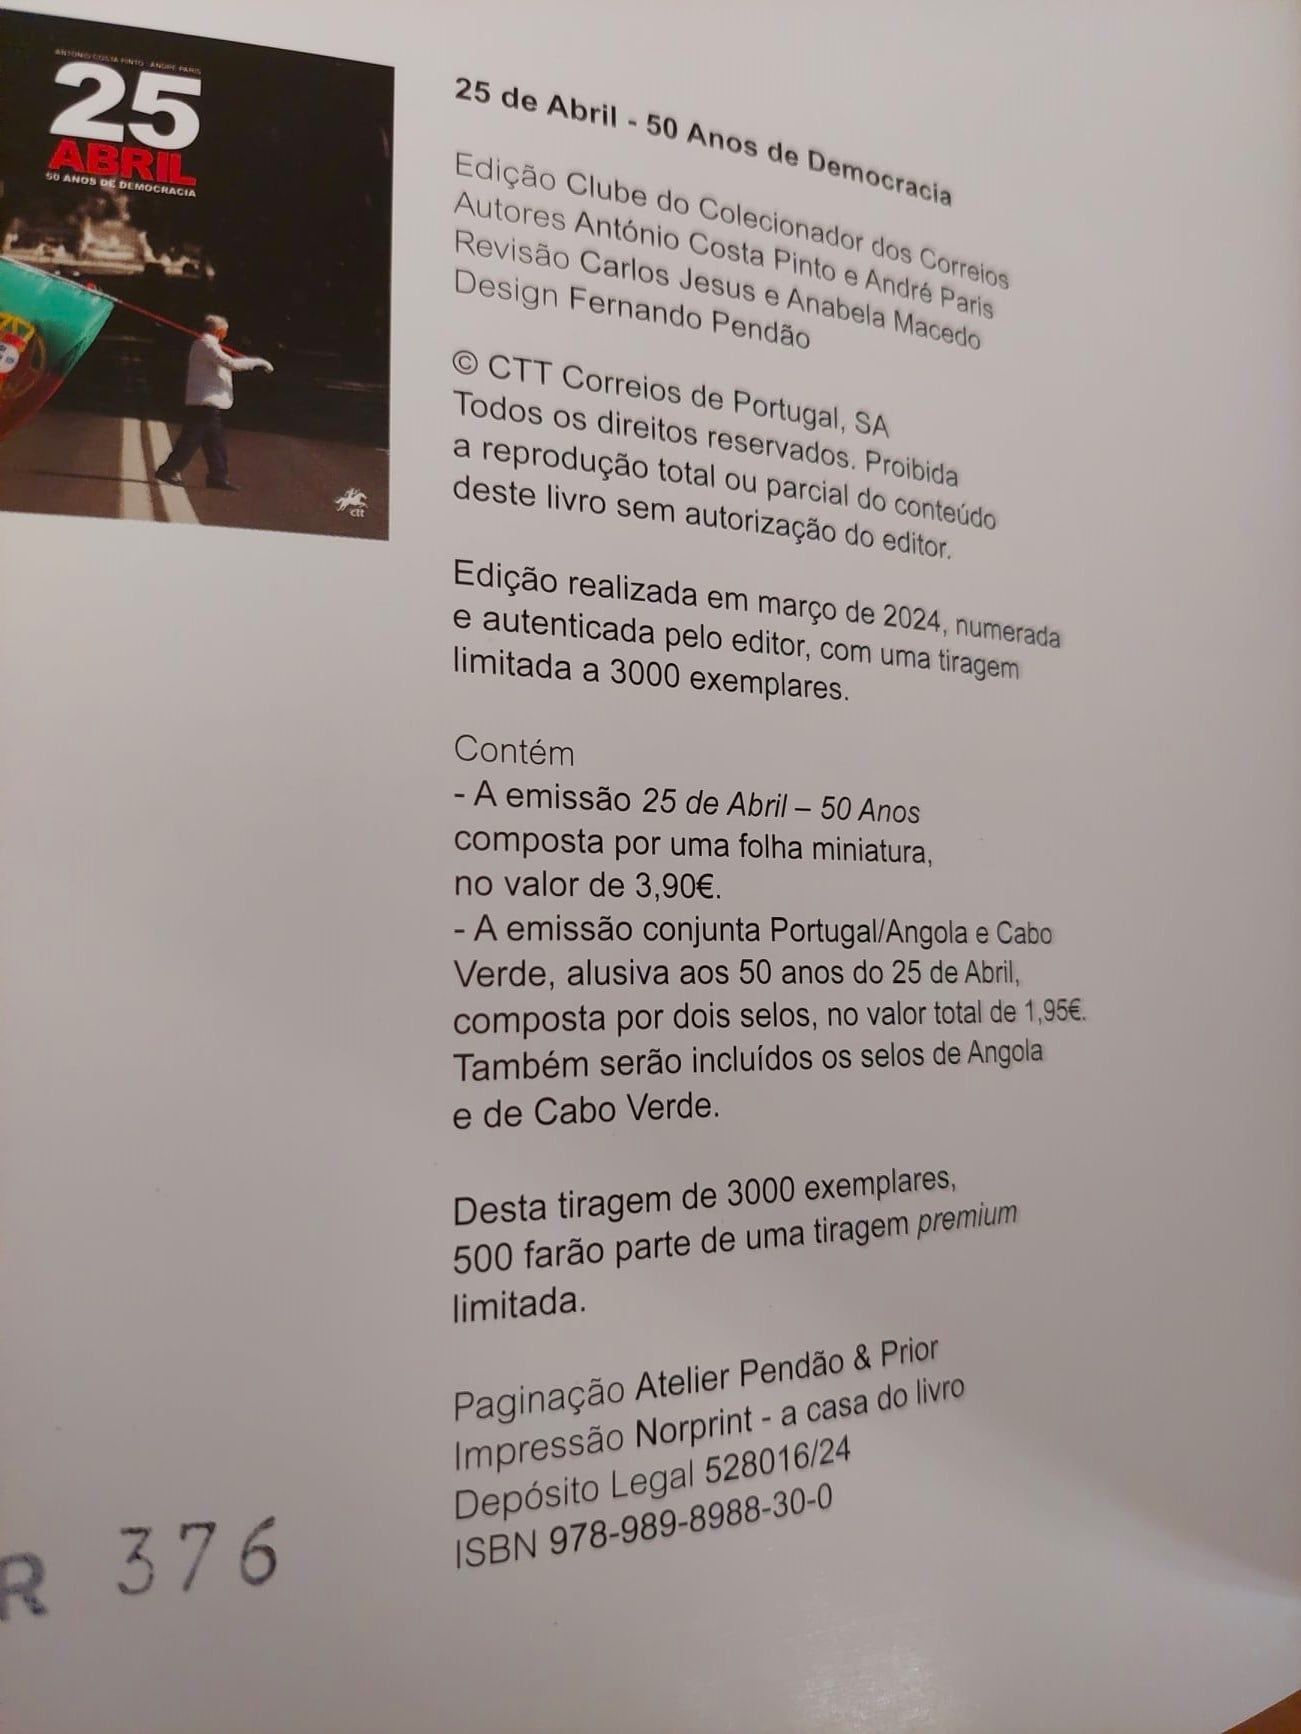 ANTÓNIO COSTA PINTO · ANDRÉ PARIS
25
ABRIL
50 ANOS DE DEMOCRACIA
ctt
25 de Abril - 50 Anos de Democracia
Edição Clube do Colecionador dos Correios
Autores António Costa Pinto e André Paris
Revisão Carlos Jesus e Anabela Macedo
Design Fernando Pendão
© CTT Correios de Portugal, SA
Todos os direitos reservados. Proibida
a reprodução total ou parcial do conteúdo
deste livro sem autorização do editor.
Edição realizada em março de 2024, numerada
e autenticada pelo editor, com uma tiragem
limitada a 3000 exemplares.
Contém
- A emissão 25 de Abril – 50 Anos
composta por uma folha miniatura,
no valor de 3,90€.
- A emissão conjunta Portugal/Angola e Cabo
Verde, alusiva aos 50 anos do 25 de Abril,
composta por dois selos, no valor total de 1,95€.
Também serão incluídos os selos de Angola
e de Cabo Verde.
Desta tiragem de 3000 exemplares,
500 farão parte de uma tiragem premium
limitada.
Paginação Atelier Pendão & Prior
Impressão Norprint - a casa do livro
Depósito Legal 528016/24
ISBN 978-989-8988-30-0
R 376